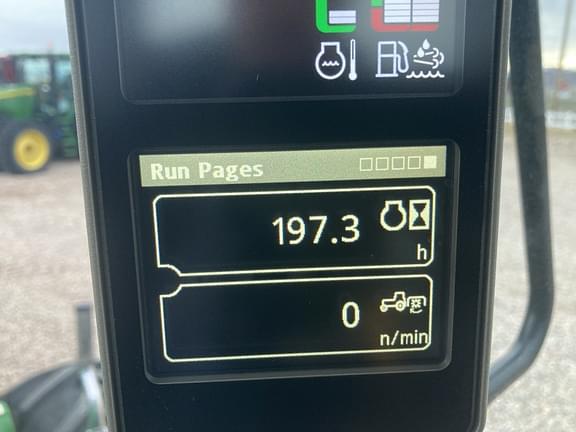 Run Pages
197.3
h
0
n/min